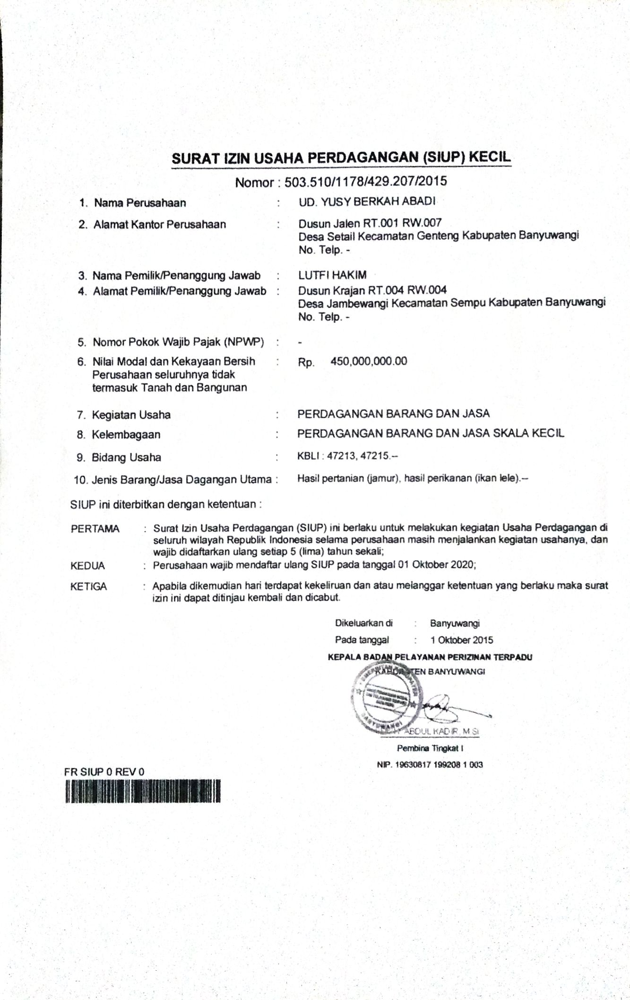 SURAT IZIN USAHA PERDAGANGAN (SIUP) KECIL
Nomor : 503.510/1178/429.207/2015
1. Nama Perusahaan : UD. YUSY BERKAH ABADI
2. Alamat Kantor Perusahaan : Dusun Jalen RT.001 RW.007
Desa Setail Kecamatan Genteng Kabupaten Banyuwangi
No. Telp. -
3. Nama Pemilik/Penanggung Jawab : LUTFI HAKIM
4. Alamat Pemilik/Penanggung Jawab : Dusun Krajan RT.004 RW.004
Desa Jambewangi Kecamatan Sempu Kabupaten Banyuwangi
No. Telp. -
5. Nomor Pokok Wajib Pajak (NPWP) : -
6. Nilai Modal dan Kekayaan Bersih : Rp. 450,000,000.00
Perusahaan seluruhnya tidak
termasuk Tanah dan Bangunan
7. Kegiatan Usaha : PERDAGANGAN BARANG DAN JASA
8. Kelembagaan : PERDAGANGAN BARANG DAN JASA SKALA KECIL
9. Bidang Usaha : KBLI : 47213, 47215.--
10. Jenis Barang/Jasa Dagangan Utama : Hasil pertanian (jamur), hasil perikanan (ikan lele).--
SIUP ini diterbitkan dengan ketentuan :
PERTAMA : Surat Izin Usaha Perdagangan (SIUP) ini berlaku untuk melakukan kegiatan Usaha Perdagangan di
seluruh wilayah Republik Indonesia selama perusahaan masih menjalankan kegiatan usahanya, dan
wajib didaftarkan ulang setiap 5 (lima) tahun sekali;
KEDUA : Perusahaan wajib mendaftar ulang SIUP pada tanggal 01 Oktober 2020;
KETIGA : Apabila dikemudian hari terdapat kekeliruan dan atau melanggar ketentuan yang berlaku maka surat
izin ini dapat ditinjau kembali dan dicabut.
Dikeluarkan di : Banyuwangi
Pada tanggal : 1 Oktober 2015
KEPALA BADAN PELAYANAN PERIZINAN TERPADU
KABUPATEN BANYUWANGI
BANYUWANGI
ABDUL KADIR, M.Si
Pembina Tingkat I
NIP. 19630817 199208 1 003
FR SIUP 0 REV 0